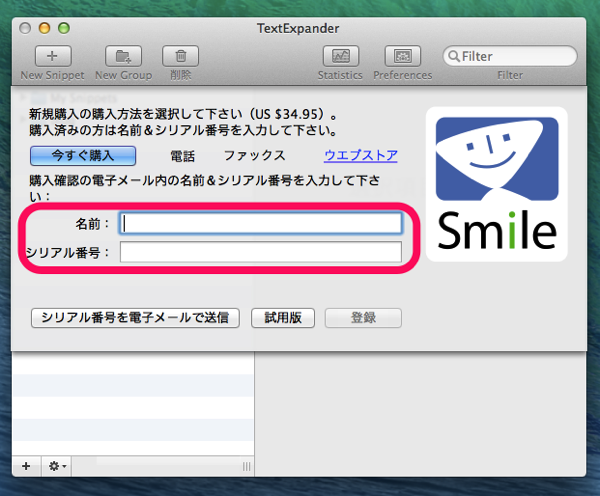 TextExpander
New Snippet New Group 削除 Statistics Preferences Filter
Filter
My Snippets
新規購入の購入方法を選択して下さい（US $34.95）。
購入済みの方は名前＆シリアル番号を入力して下さい。
今すぐ購入 電話 ファックス ウエブストア
購入確認の電子メール内の名前＆シリアル番号を入力して下さ
い：
名前：
シリアル番号：
Smile
シリアル番号を電子メールで送信 試用版 登録